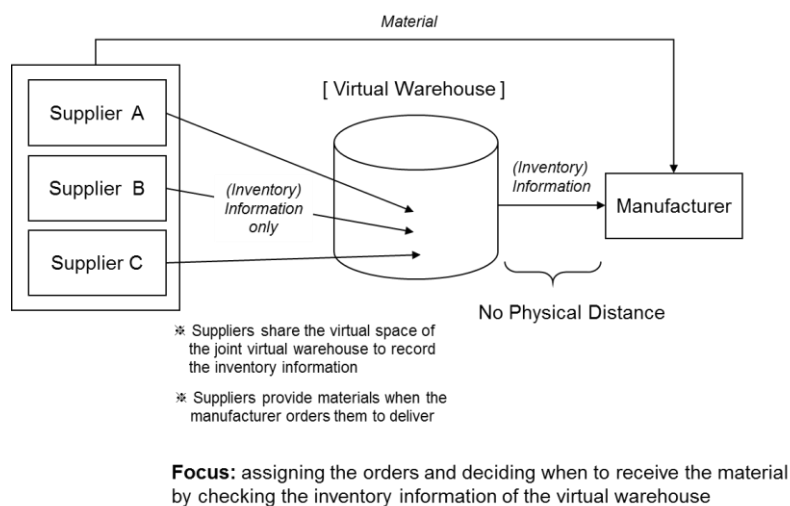 Material
[ Virtual Warehouse ]
Supplier A
Supplier B
Supplier C
(Inventory)
Information
only
(Inventory)
Information
Manufacturer
No Physical Distance
※ Suppliers share the virtual space of
the joint virtual warehouse to record
the inventory information
※ Suppliers provide materials when the
manufacturer orders them to deliver
Focus: assigning the orders and deciding when to receive the material
by checking the inventory information of the virtual warehouse